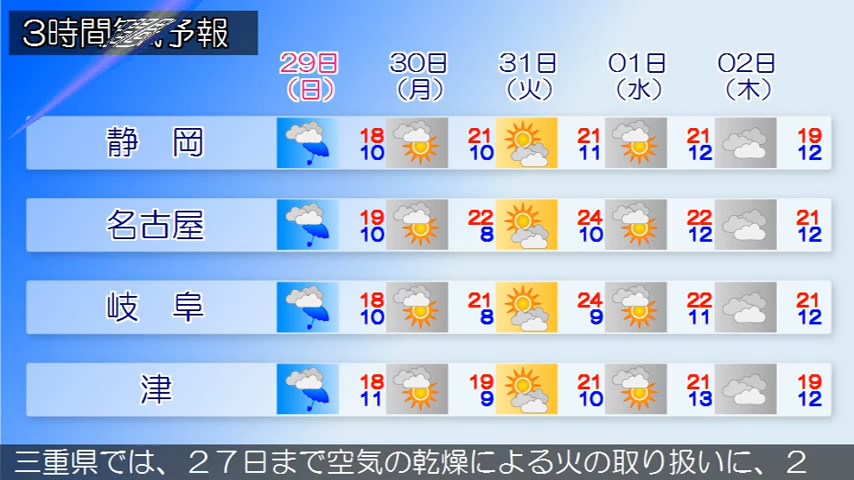 3時間天気予報
29日 30日 31日 01日 02日
(日) (月) (火) (水) (木)
静岡 18 10 21 10 21 11 21 12 19 12
名古屋 19 10 22 8 24 10 22 12 21 12
岐阜 18 10 21 8 24 9 22 11 21 12
津 18 11 19 9 21 10 21 13 19 12
三重県では、２７日まで空気の乾燥による火の取り扱いに、２